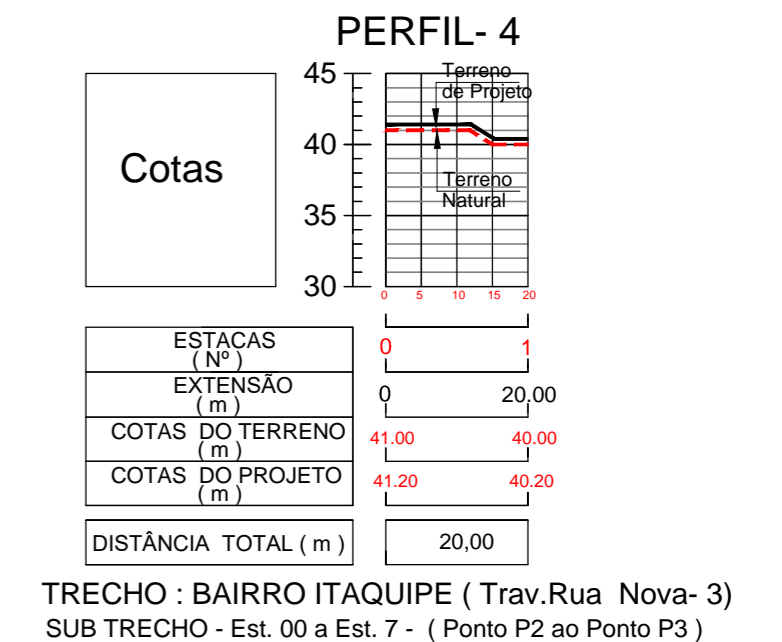 PERFIL- 4
Cotas
45
40
35
30
Terreno
de Projeto
Terreno
Natural
0 5 10 15 20
ESTACAS
( Nº )
0 1
EXTENSÃO
( m )
0 20.00
COTAS DO TERRENO
( m )
41.00 40.00
COTAS DO PROJETO
( m )
41.20 40.20
DISTÂNCIA TOTAL ( m ) 20,00
TRECHO : BAIRRO ITAQUIPE ( Trav.Rua Nova- 3)
SUB TRECHO - Est. 00 a Est. 7 - ( Ponto P2 ao Ponto P3 )